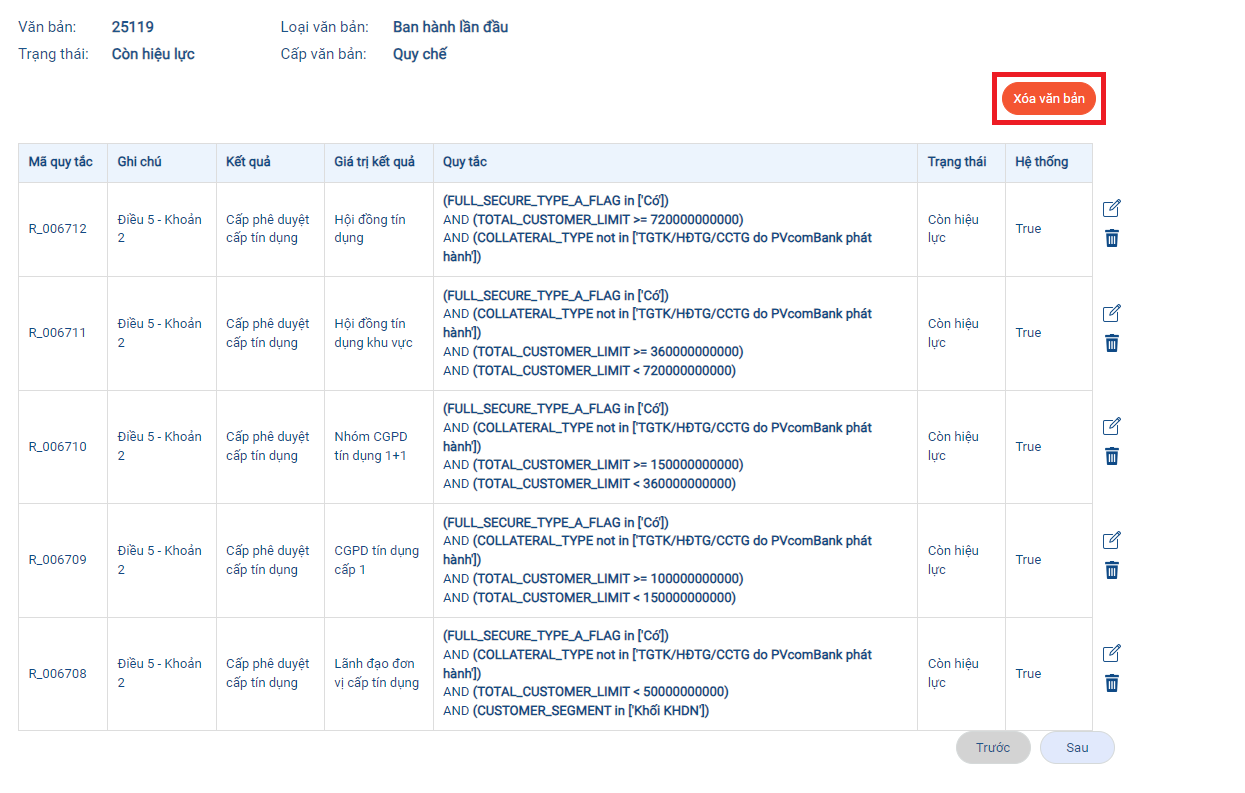 Văn bản: 25119 Loại văn bản: Ban hành lần đầu
Trạng thái: Còn hiệu lực Cấp văn bản: Quy chế
Xóa văn bản
Mã quy tắc Ghi chú Kết quả Giá trị kết quả Quy tắc Trạng thái Hệ thống
R_006712
Điều 5 - Khoản
2
Cấp phê duyệt
cấp tín dụng
Hội đồng tín
dụng
(FULL_SECURE_TYPE_A_FLAG in ['Có'])
AND (TOTAL_CUSTOMER_LIMIT >= 720000000000)
AND (COLLATERAL_TYPE not in ['TGTK/HĐTG/CCTG do PVcomBank phát
hành'])
Còn hiệu
lực
True
R_006711
Điều 5 - Khoản
2
Cấp phê duyệt
cấp tín dụng
Hội đồng tín
dụng khu vực
(FULL_SECURE_TYPE_A_FLAG in ['Có'])
AND (COLLATERAL_TYPE not in ['TGTK/HĐTG/CCTG do PVcomBank phát
hành'])
AND (TOTAL_CUSTOMER_LIMIT >= 360000000000)
AND (TOTAL_CUSTOMER_LIMIT < 720000000000)
Còn hiệu
lực
True
R_006710
Điều 5 - Khoản
2
Cấp phê duyệt
cấp tín dụng
Nhóm CGPD
tín dụng 1+1
(FULL_SECURE_TYPE_A_FLAG in ['Có'])
AND (COLLATERAL_TYPE not in ['TGTK/HĐTG/CCTG do PVcomBank phát
hành'])
AND (TOTAL_CUSTOMER_LIMIT >= 150000000000)
AND (TOTAL_CUSTOMER_LIMIT < 360000000000)
Còn hiệu
lực
True
R_006709
Điều 5 - Khoản
2
Cấp phê duyệt
cấp tín dụng
CGPD tín dụng
cấp 1
(FULL_SECURE_TYPE_A_FLAG in ['Có'])
AND (COLLATERAL_TYPE not in ['TGTK/HĐTG/CCTG do PVcomBank phát
hành'])
AND (TOTAL_CUSTOMER_LIMIT >= 100000000000)
AND (TOTAL_CUSTOMER_LIMIT < 150000000000)
Còn hiệu
lực
True
R_006708
Điều 5 - Khoản
2
Cấp phê duyệt
cấp tín dụng
Lãnh đạo đơn
vị cấp tín dụng
(FULL_SECURE_TYPE_A_FLAG in ['Có'])
AND (COLLATERAL_TYPE not in ['TGTK/HĐTG/CCTG do PVcomBank phát
hành'])
AND (TOTAL_CUSTOMER_LIMIT < 50000000000)
AND (CUSTOMER_SEGMENT in ['Khối KHDN'])
Còn hiệu
lực
True
Trước Sau